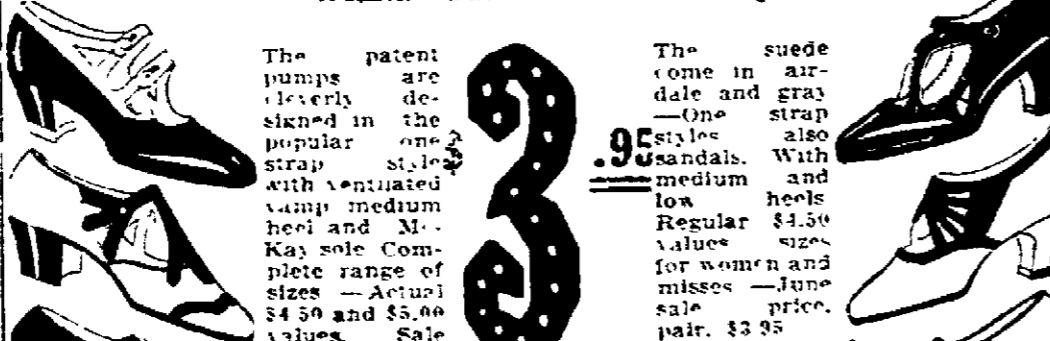 The patent
pumps are
cleverly de-
signed in the
popular one
strap style
with ventilated
vamp medium
heel and Mc-
Kay sole Com-
plete range of
sizes — Actual
$4 50 and $5.00
values. Sale
$3.95
The suede
come in air-
dale and gray
—One strap
styles also
sandals. With
medium and
low heels
Regular $4.50
values sizes
for women and
misses —June
sale price,
pair. $3 95